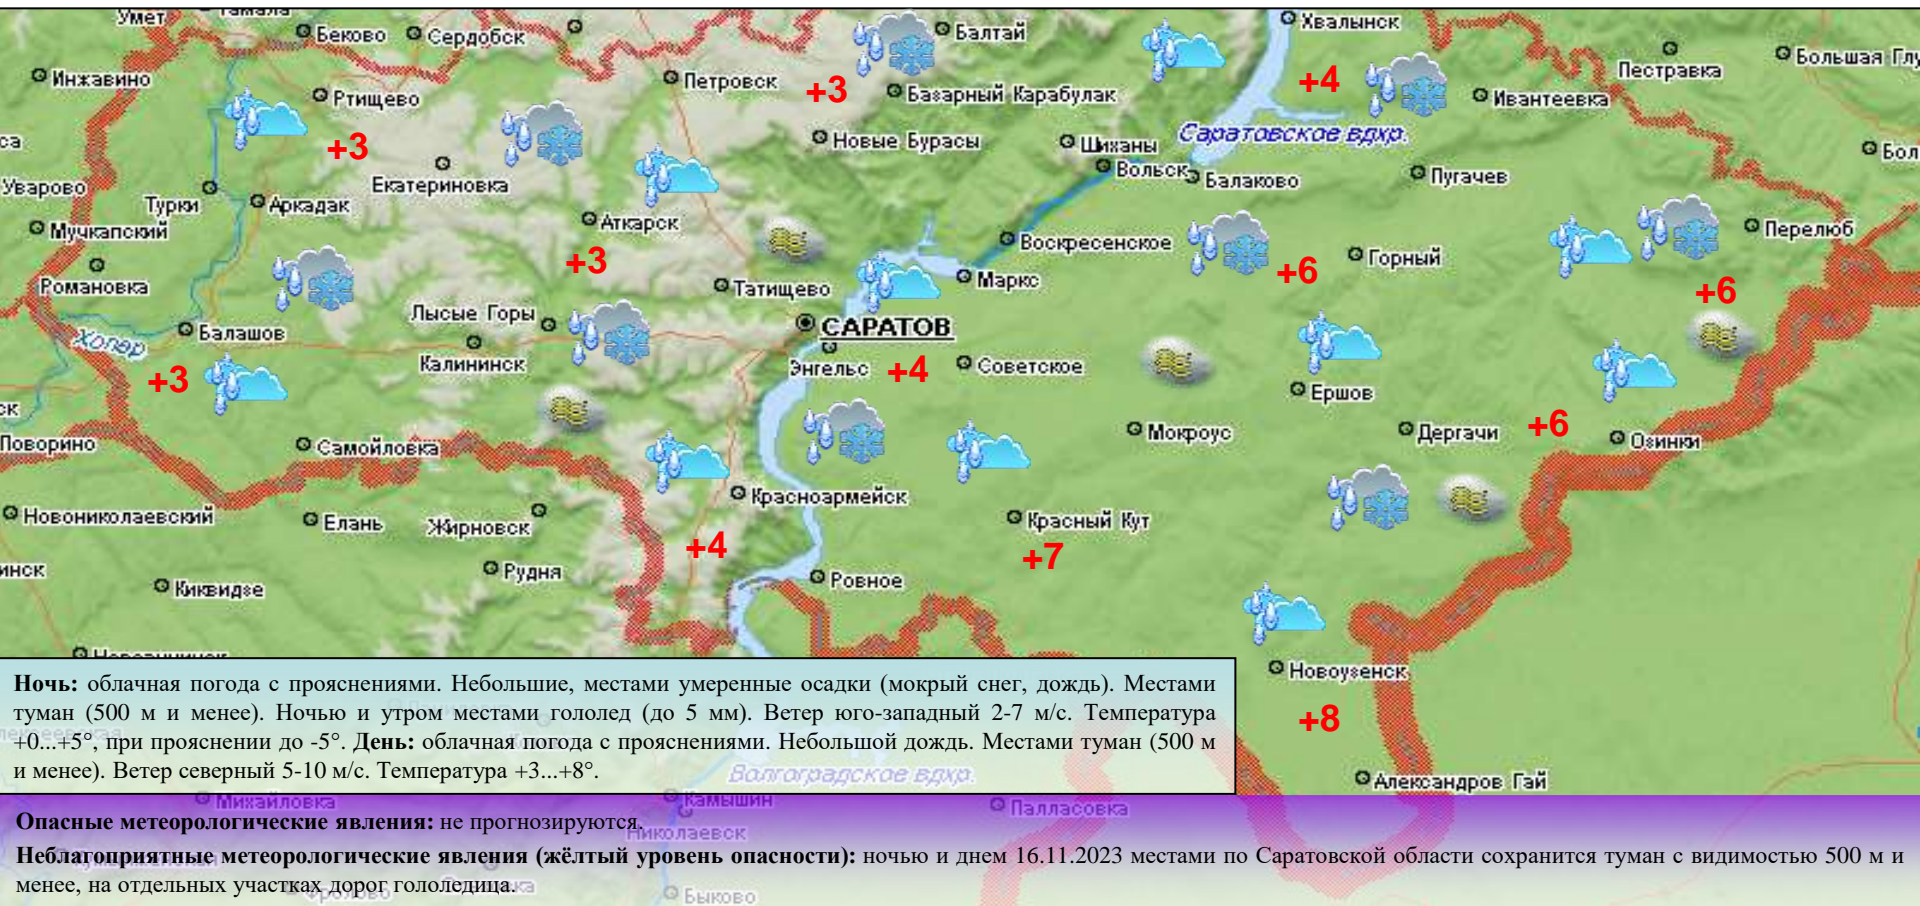 Умет
Тамала
Беково
Сердобск
Балтай
Хвалынск
Инжавино
Ртищево
Петровск
+3
Базарный Карабулак
+4
Ивантеевка
Пестравка
Большая Глу
са
+3
Екатериновка
Новые Бурасы
Шиханы
Саратовское вдхр.
Бол
Уварово
Турки
Аркадак
Вольск
Балаково
Пугачев
Мучкапский
Аткарск
Воскресенское
Горный
Перелюб
Романовка
+3
Татищево
Маркс
+6
+6
Хопер
Балашов
Лысые Горы
САРАТОВ
Калининск
+3
Энгельс
+4
Советское
Ершов
ск
Поворино
Самойловка
Мокроус
Дергачи
+6
Озинки
Новониколаевский
Елань
Жирновск
Красноармейск
Красный Кут
+4
+7
инск
Киквидзе
Рудня
Ровное
Новоузенск
+8
Александров Гай
Ночь: облачная погода с прояснениями. Небольшие, местами умеренные осадки (мокрый снег, дождь). Местами
туман (500 м и менее). Ночью и утром местами гололед (до 5 мм). Ветер юго-западный 2-7 м/с. Температура
+0...+5°, при прояснении до -5°. День: облачная погода с прояснениями. Небольшой дождь. Местами туман (500 м
и менее). Ветер северный 5-10 м/с. Температура +3...+8°.
Волгоградское вдхр.
Михайловка
Камышин
Палласовка
Николаевск
Опасные метеорологические явления: не прогнозируются.
Неблагоприятные метеорологические явления (жёлтый уровень опасности): ночью и днем 16.11.2023 местами по Саратовской области сохранится туман с видимостью 500 м и
менее, на отдельных участках дорог гололедица.
Фролово
Быково